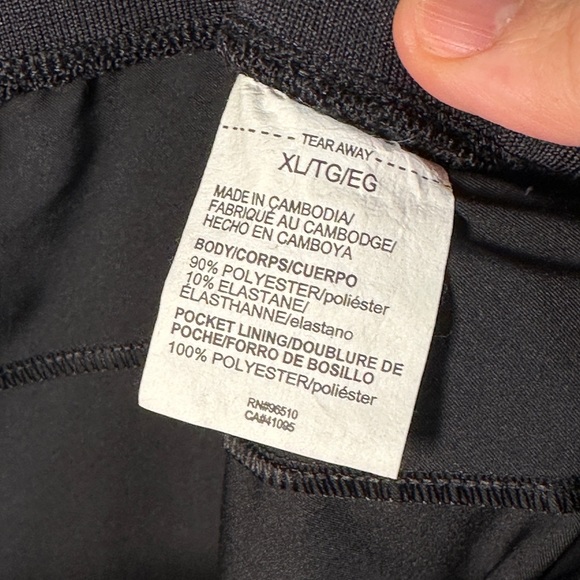 TEAR AWAY
XL/TG/EG
MADE IN CAMBODIA/
FABRIQUÉ AU CAMBODGE/
HECHO EN CAMBOYA
BODY/CORPS/CUERPO
90% POLYESTER/poliéster
10% ELASTANE/
ÉLASTHANNE/elastano
POCKET LINING/DOUBLURE DE
POCHE/FORRO DE BOSILLO
100% POLYESTER/poliéster
RN#96510
CA#41095